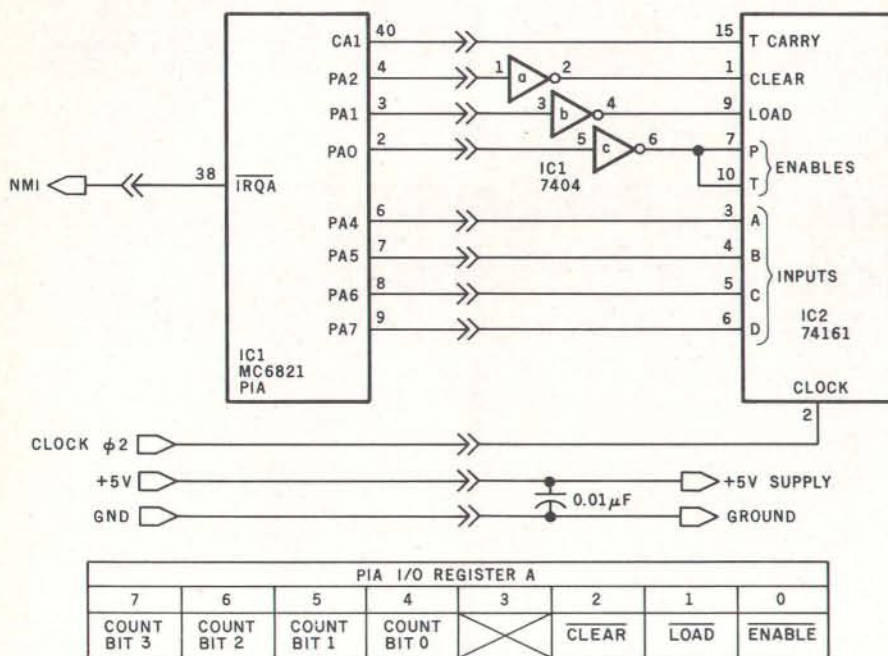 CA1 40 15 T CARRY
PA2 4 1 a 2 1 CLEAR
PA1 3 3 b 4 9 LOAD
PA0 2 5 c 6 7 P
IC1
7404
10 T
ENABLES
NMI 38 IRQA
PA4 6 3 A
PA5 7 4 B
PA6 8 5 C
PA7 9 6 D
INPUTS
IC1
MC6821
PIA
IC2
74161
CLOCK
2
CLOCK φ2
+5V +5V SUPPLY
0.01μF
GND GROUND
PIA I/O REGISTER A
7 6 5 4 3 2 1 0
COUNT BIT 3 COUNT BIT 2 COUNT BIT 1 COUNT BIT 0 CLEAR LOAD ENABLE